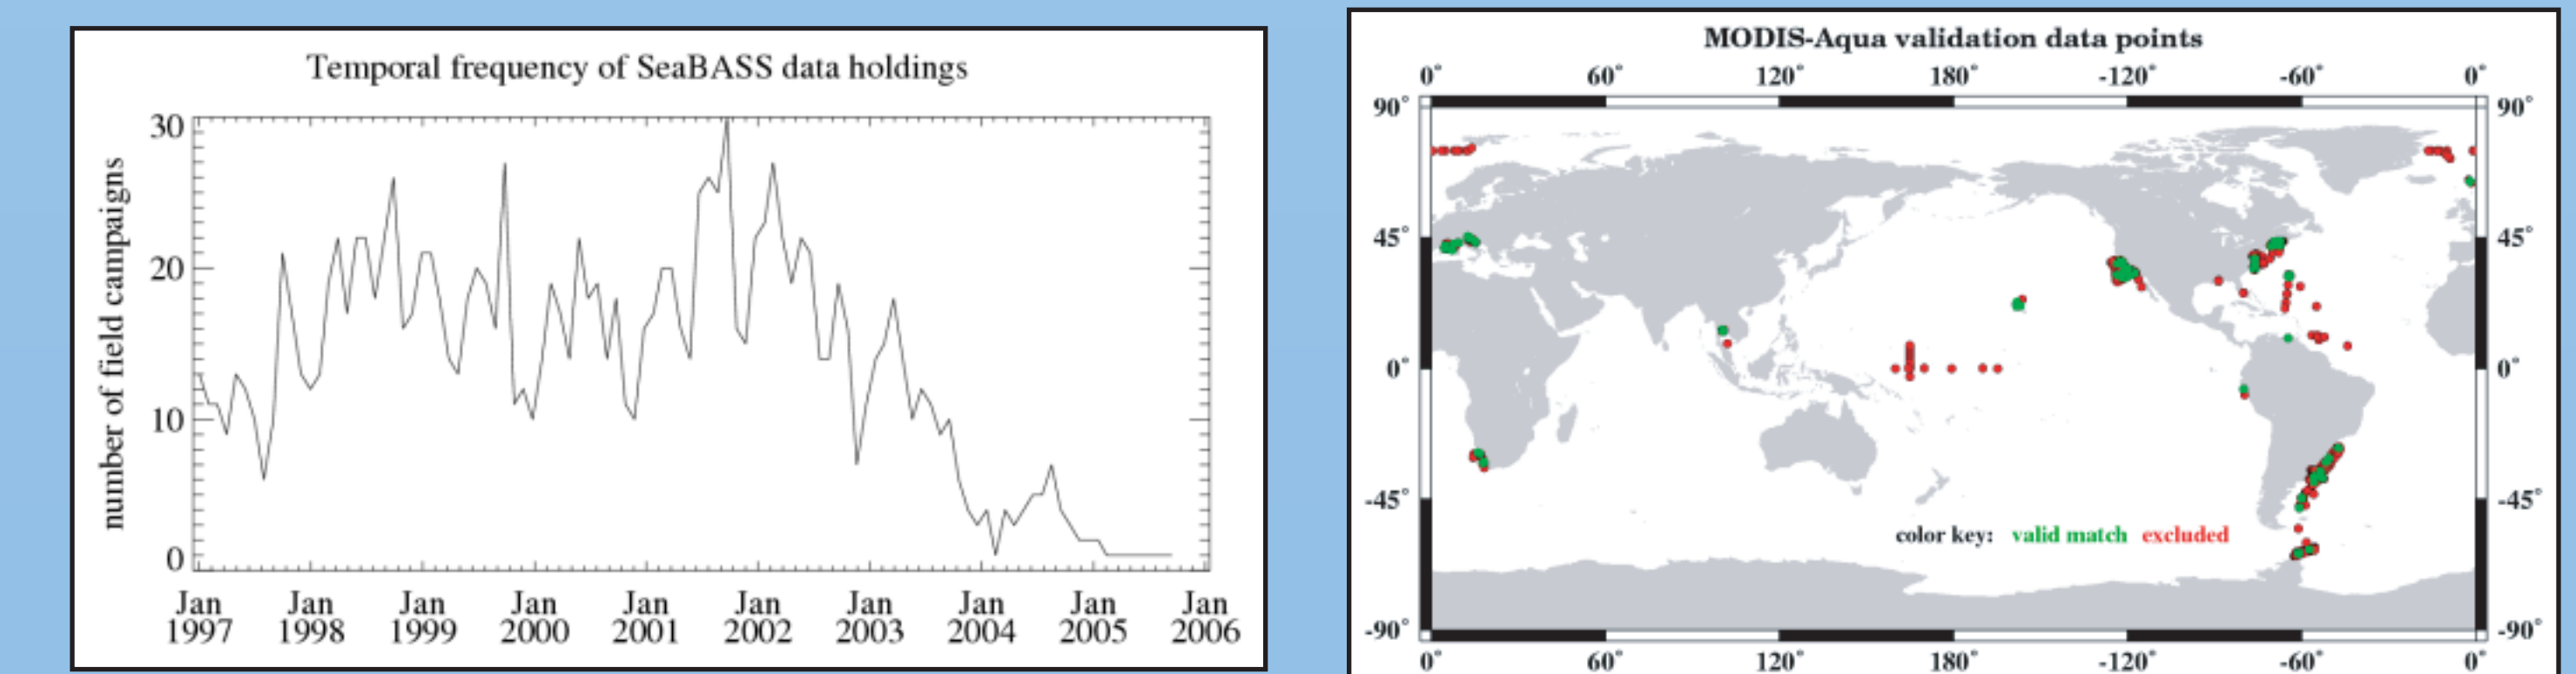 Temporal frequency of SeaBASS data holdings
number of field campaigns
30
20
10
0
Jan Jan Jan Jan Jan Jan Jan Jan Jan Jan
1997 1998 1999 2000 2001 2002 2003 2004 2005 2006
MODIS-Aqua validation data points
0° 60° 120° 180° -120° -60° 0°
90° 90°
45° 45°
0° 0°
-45° -45°
color key: valid match excluded
-90° -90°
0° 60° 120° 180° -120° -60° 0°